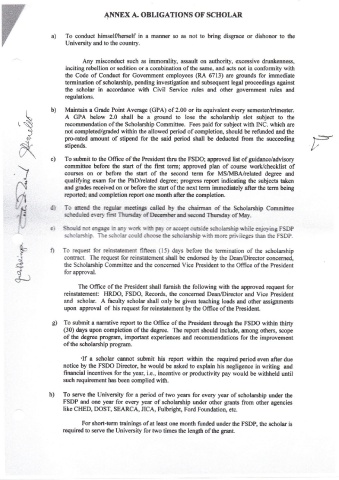 ANNEX A. OBLIGATIONS OF SCHOLAR
a) To conduct himself/herself in a manner so as not to bring disgrace or dishonor to the
University and to the country.
Any misconduct such as immorality, assault on authority, excessive drunkenness,
inciting rebellion or sedition or a combination of the same, and acts not in conformity with
the Code of Conduct for Government employees (RA 6713) are grounds for immediate
termination of scholarship, pending investigation and subsequent legal proceedings against
the scholar in accordance with Civil Service rules and other government rules and
regulations.
b) Maintain a Grade Point Average (GPA) of 2.00 or its equivalent every semester/trimester.
A GPA below 2.0 shall be a ground to lose the scholarship slot subject to the
recommendation of the Scholarship Committee. Fees paid for subject with INC, which are
not completed/graded within the allowed period of completion, should be refunded and the
pro-rated amount of stipend for the said period shall be deducted from the succeeding
stipends.
c) To submit to the Office of the President thru the FSDO; approved list of guidance/advisory
committee before the start of the first term; approved plan of course work/checklist of
courses on or before the start of the second term for MS/MBA/related degree and
qualifying exam for the PhD/related degree; progress report indicating the subjects taken
and grades received on or before the start of the next term immediately after the term being
reported; and completion report one month after the completion.
d) To attend the regular meetings called by the chairman of the Scholarship Committee
scheduled every first Thursday of December and second Thursday of May.
e) Should not engage in any work with pay or accept outside scholarship while enjoying FSDP
scholarship. The scholar could choose the scholarship with more privileges than the FSDP.
f) To request for reinstatement fifteen (15) days before the termination of the scholarship
contract. The request for reinstatement shall be endorsed by the Dean/Director concerned,
the Scholarship Committee and the concerned Vice President to the Office of the President
for approval.
The Office of the President shall furnish the following with the approved request for
reinstatement: HRDO, FSDO, Records, the concerned Dean/Director and Vice President
and scholar. A faculty scholar shall only be given teaching loads and other assignments
upon approval of his request for reinstatement by the Office of the President.
g) To submit a narrative report to the Office of the President through the FSDO within thirty
(30) days upon completion of the degree. The report should include, among others, scope
of the degree program, important experiences and recommendations for the improvement
of the scholarship program.
If a scholar cannot submit his report within the required period even after due
notice by the FSDO Director, he would be asked to explain his negligence in writing and
financial incentives for the year, i.e., incentive or productivity pay would be withheld until
such requirement has been complied with.
h) To serve the University for a period of two years for every year of scholarship under the
FSDP and one year for every year of scholarship under other grants from other agencies
like CHED, DOST, SEARCA, JICA, Fulbright, Ford Foundation, etc.
For short-term trainings of at least one month funded under the FSDP, the scholar is
required to serve the University for two times the length of the grant.